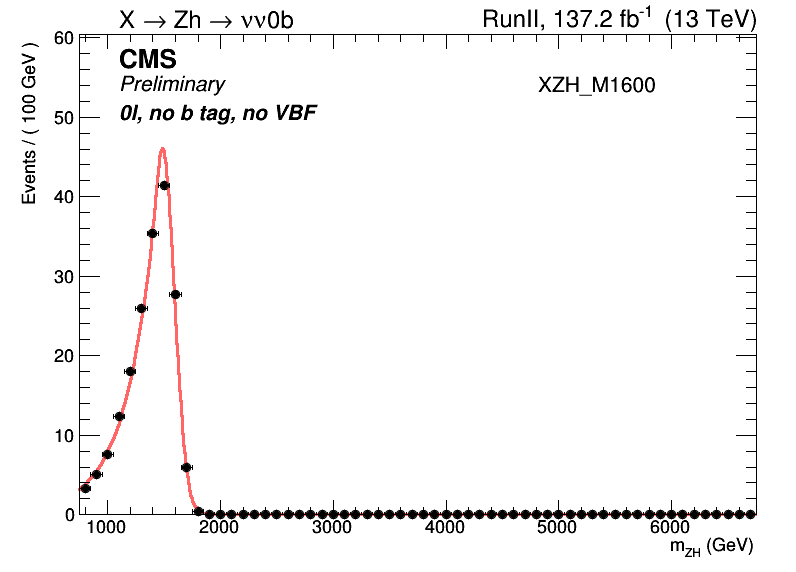 X → Zh → νν0b
RunII, 137.2 fb⁻¹ (13 TeV)
CMS
Preliminary
0l, no b tag, no VBF
XZH_M1600
Events / ( 100 GeV )
60
50
40
30
20
10
0
1000 2000 3000 4000 5000 6000
m_ZH (GeV)